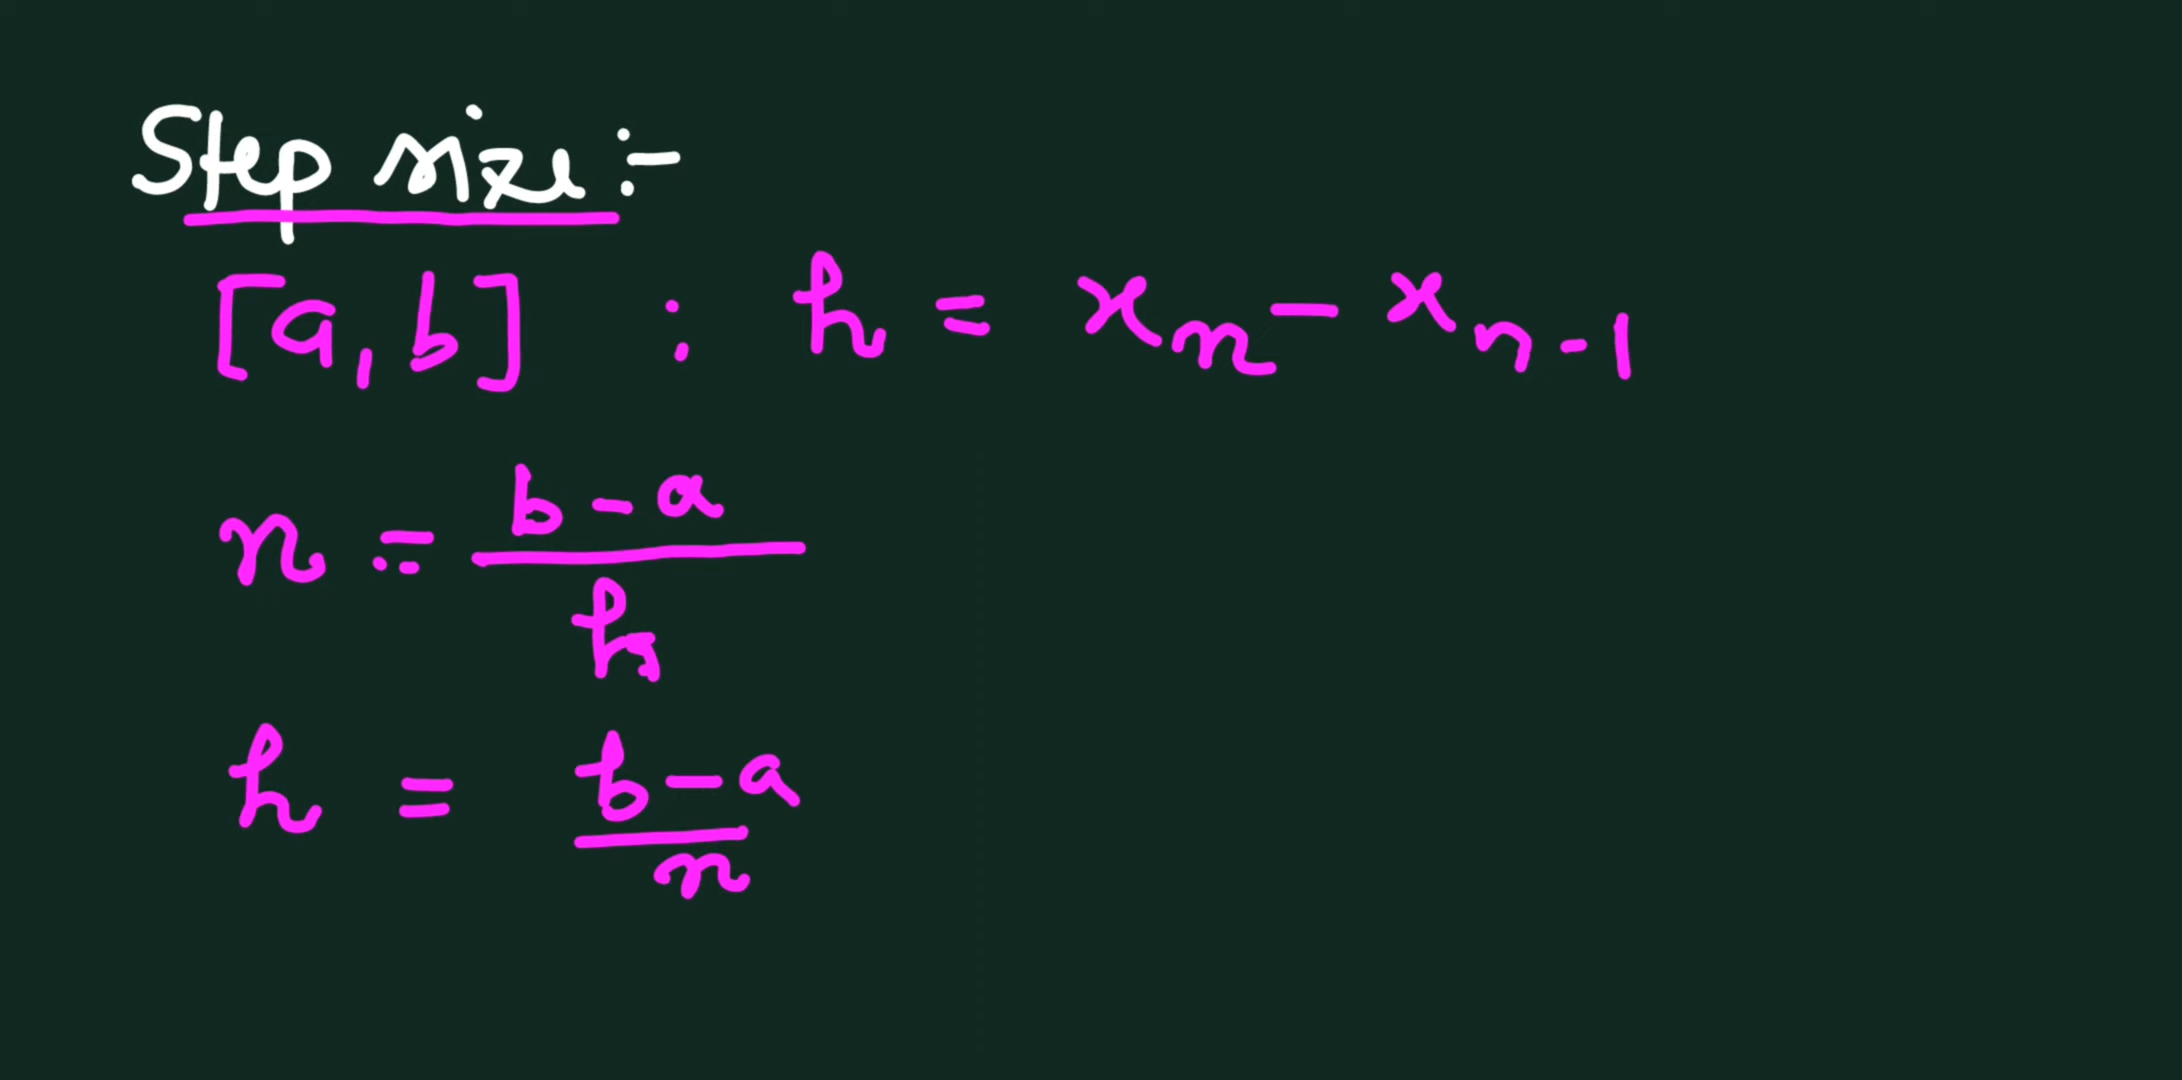 Step size :-
[a, b] : h = xₙ - xₙ₋₁
n = (b - a) / h
h = (b - a) / n